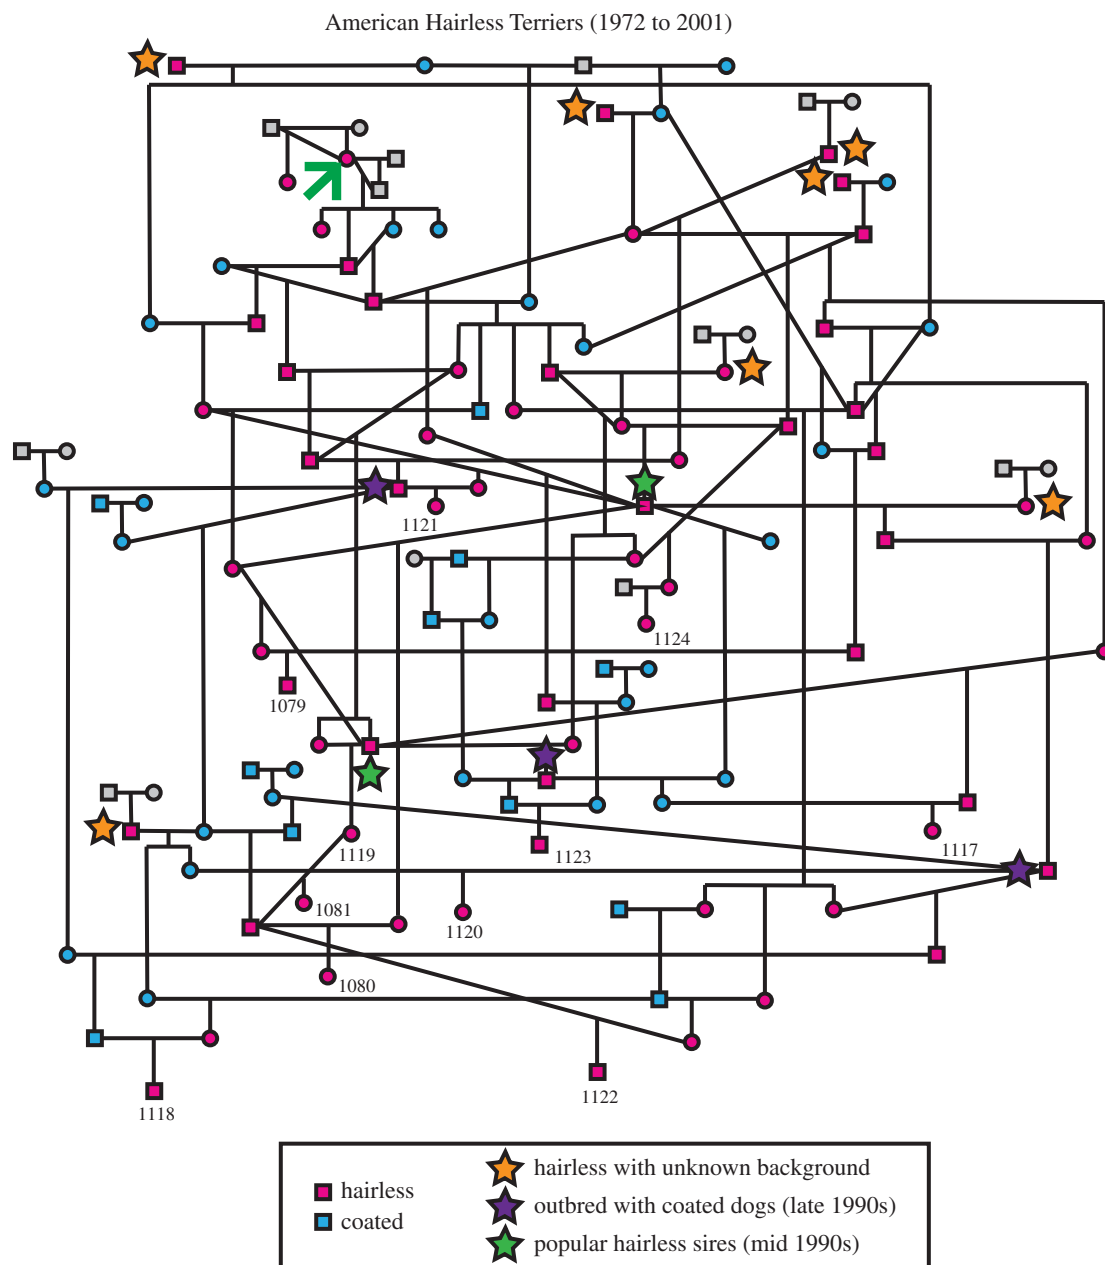 American Hairless Terriers (1972 to 2001)
1121
1124
1079
1119
1123
1117
1081
1120
1080
1122
1118
hairless
coated
hairless with unknown background
outbred with coated dogs (late 1990s)
popular hairless sires (mid 1990s)